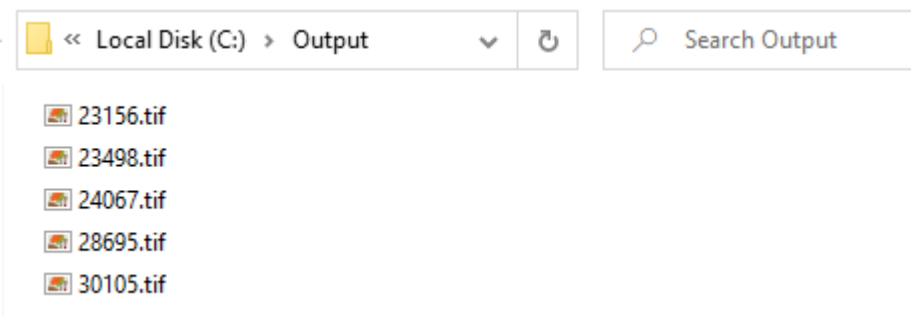 « Local Disk (C:) › Output Search Output
23156.tif
23498.tif
24067.tif
28695.tif
30105.tif